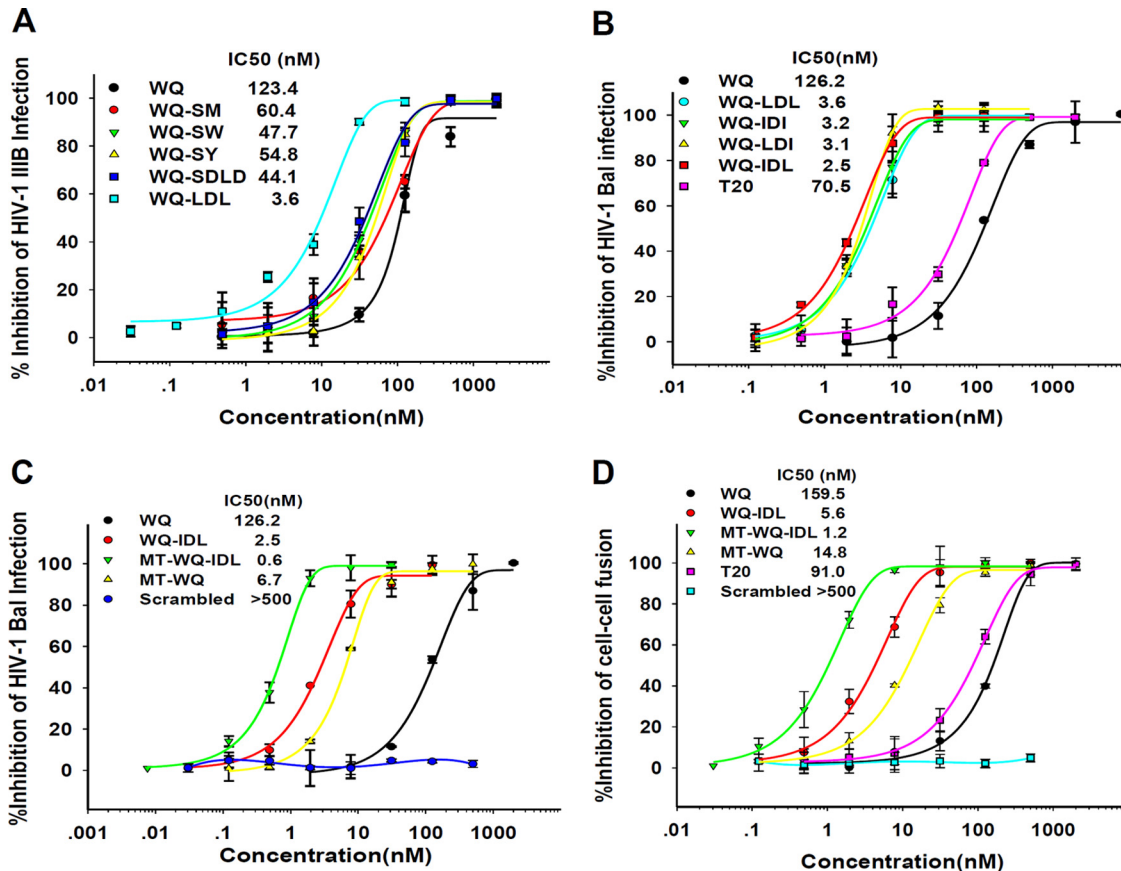 A
IC50 (nM)
WQ 123.4
WQ-SM 60.4
WQ-SW 47.7
WQ-SY 54.8
WQ-SDLD 44.1
WQ-LDL 3.6
% Inhibition of HIV-1 IIIB Infection
100
80
60
40
20
0
.01 .1 1 10 100 1000
Concentration(nM)
B
IC50 (nM)
WQ 126.2
WQ-LDL 3.6
WQ-IDI 3.2
WQ-LDI 3.1
WQ-IDL 2.5
T20 70.5
%Inhibition of HIV-1 Bal infection
100
80
60
40
20
0
.1 1 10 100 1000
Concentration(nM)
C
IC50(nM)
WQ 126.2
WQ-IDL 2.5
MT-WQ-IDL 0.6
MT-WQ 6.7
Scrambled >500
%Inhibition of HIV-1 Bal Infection
100
80
60
40
20
0
.001 .01 .1 1 10 100 1000
Concentration(nM)
D
IC50 (nM)
WQ 159.5
WQ-IDL 5.6
MT-WQ-IDL 1.2
MT-WQ 14.8
T20 91.0
Scrambled >500
%Inhibition of cell-cell fusion
100
80
60
40
20
0
.01 .1 1 10 100 1000
Concentration(nM)